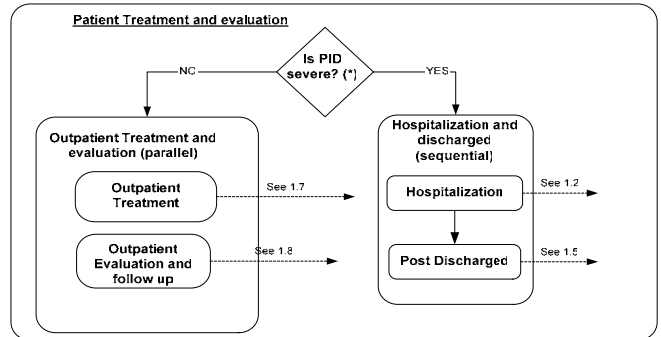 Patient Treatment and evaluation
Is PID
severe? (*)
NO
YES
Outpatient Treatment and
evaluation (parallel)
Outpatient
Treatment
See 1.7
Outpatient
Evaluation and
follow up
See 1.8
Hospitalization and
discharged
(sequential)
Hospitalization
See 1.2
Post Discharged
See 1.5